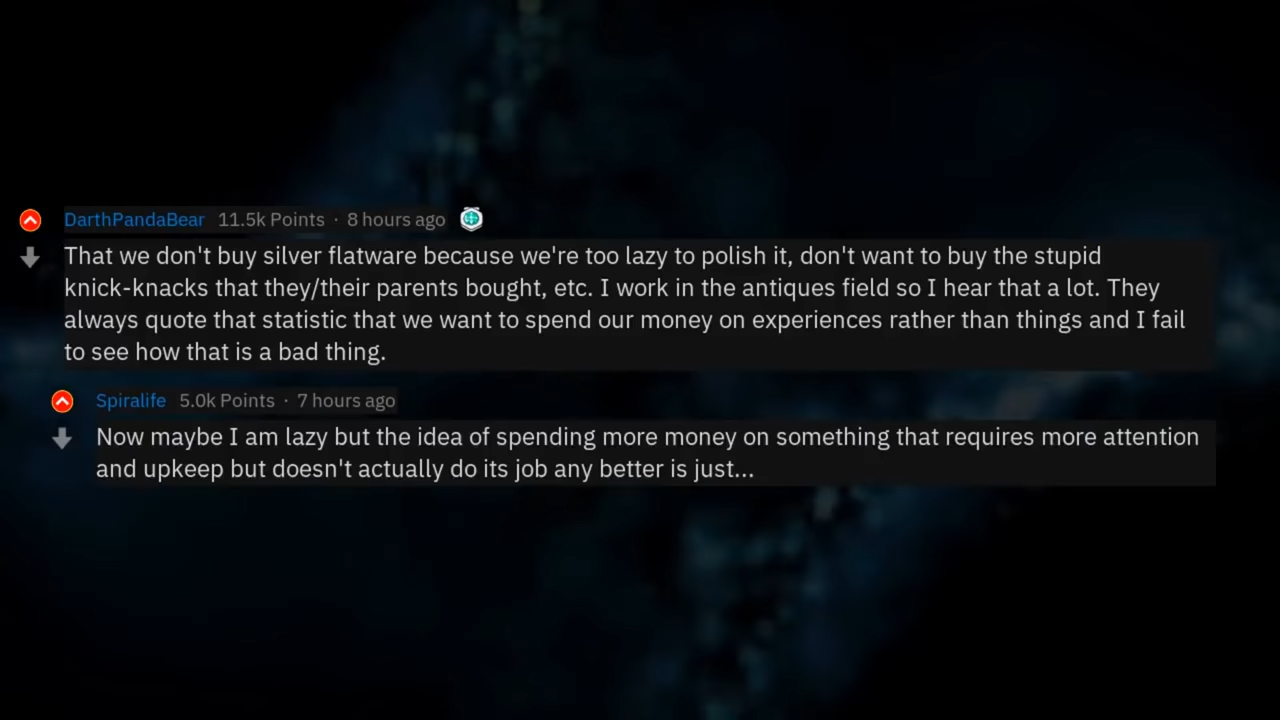 DarthPandaBear 11.5k Points · 8 hours ago
That we don't buy silver flatware because we're too lazy to polish it, don't want to buy the stupid
knick-knacks that they/their parents bought, etc. I work in the antiques field so I hear that a lot. They
always quote that statistic that we want to spend our money on experiences rather than things and I fail
to see how that is a bad thing.
Spiralife 5.0k Points · 7 hours ago
Now maybe I am lazy but the idea of spending more money on something that requires more attention
and upkeep but doesn't actually do its job any better is just...